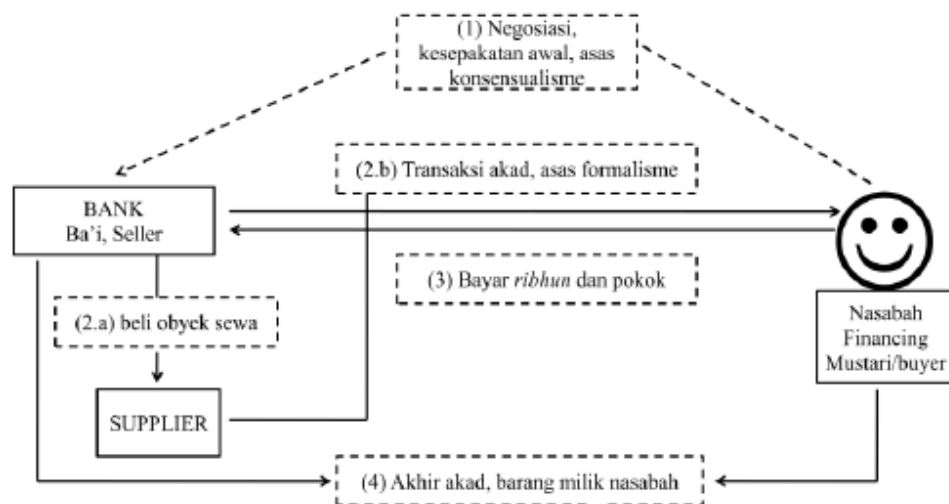 (1) Negosiasi,
kesepakatan awal, asas
konsensualisme
(2.b) Transaksi akad, asas formalisme
BANK
Ba'i, Seller
(3) Bayar ribhun dan pokok
(2.a) beli obyek sewa
Nasabah
Financing
Mustari/buyer
SUPPLIER
(4) Akhir akad, barang milik nasabah